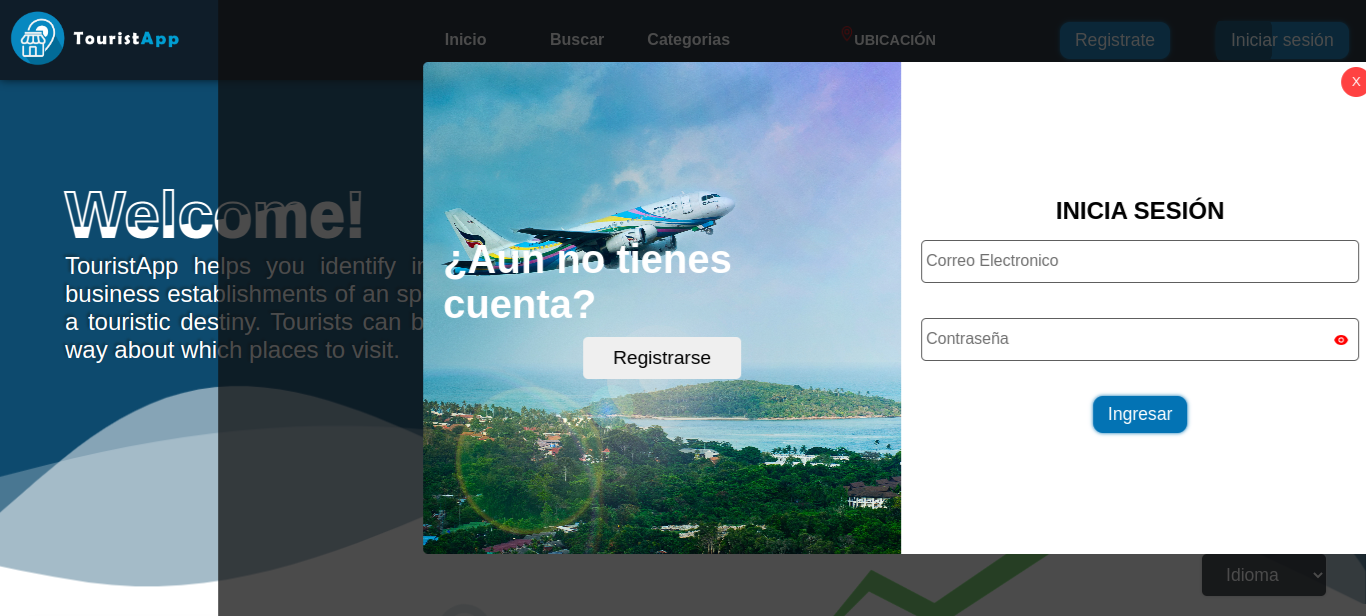 TouristApp
Inicio
Buscar
Categorias
UBICACIÓN
Registrate
Iniciar sesión
X
Welcome!
TouristApp helps you identify in
business establishments of an sp
a touristic destiny. Tourists can b
way about which places to visit.
¿Aun no tienes
cuenta?
Registrarse
INICIA SESIÓN
Correo Electronico
Contraseña
Ingresar
Idioma